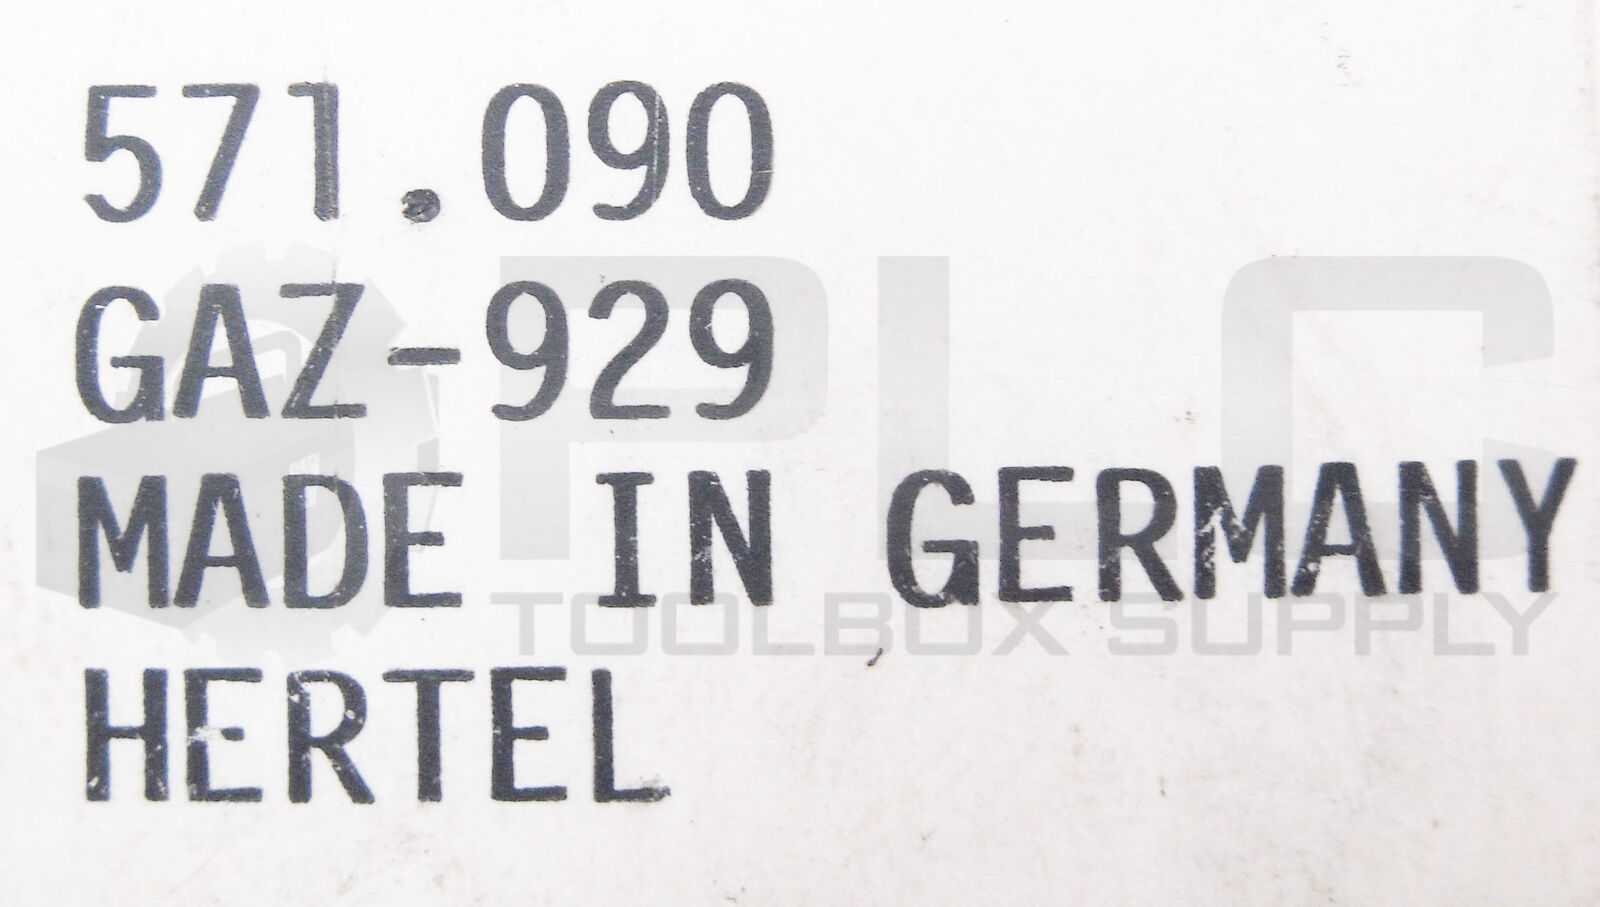 571.090
GAZ-929
MADE IN GERMANY
HERTEL
PLC
TOOLBOX SUPPLY